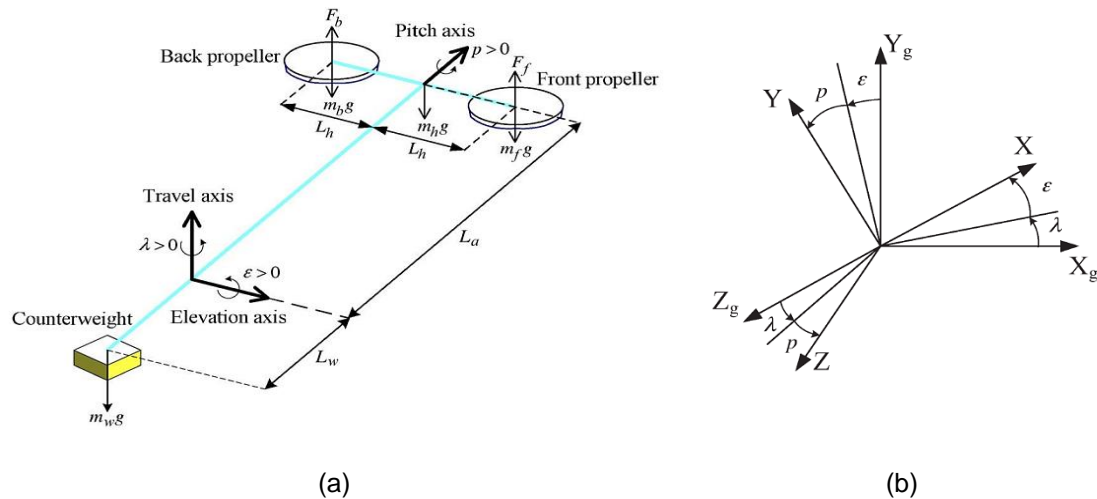 F_b
Pitch axis
Back propeller
p > 0
F_f
Front propeller
m_b g
L_h
m_h g
L_h
m_f g
Travel axis
λ > 0
L_a
ε > 0
Counterweight
Elevation axis
L_w
m_w g
(a)
Y_g
Y
p
ε
X
ε
λ
X_g
Z_g
λ
p
Z
(b)